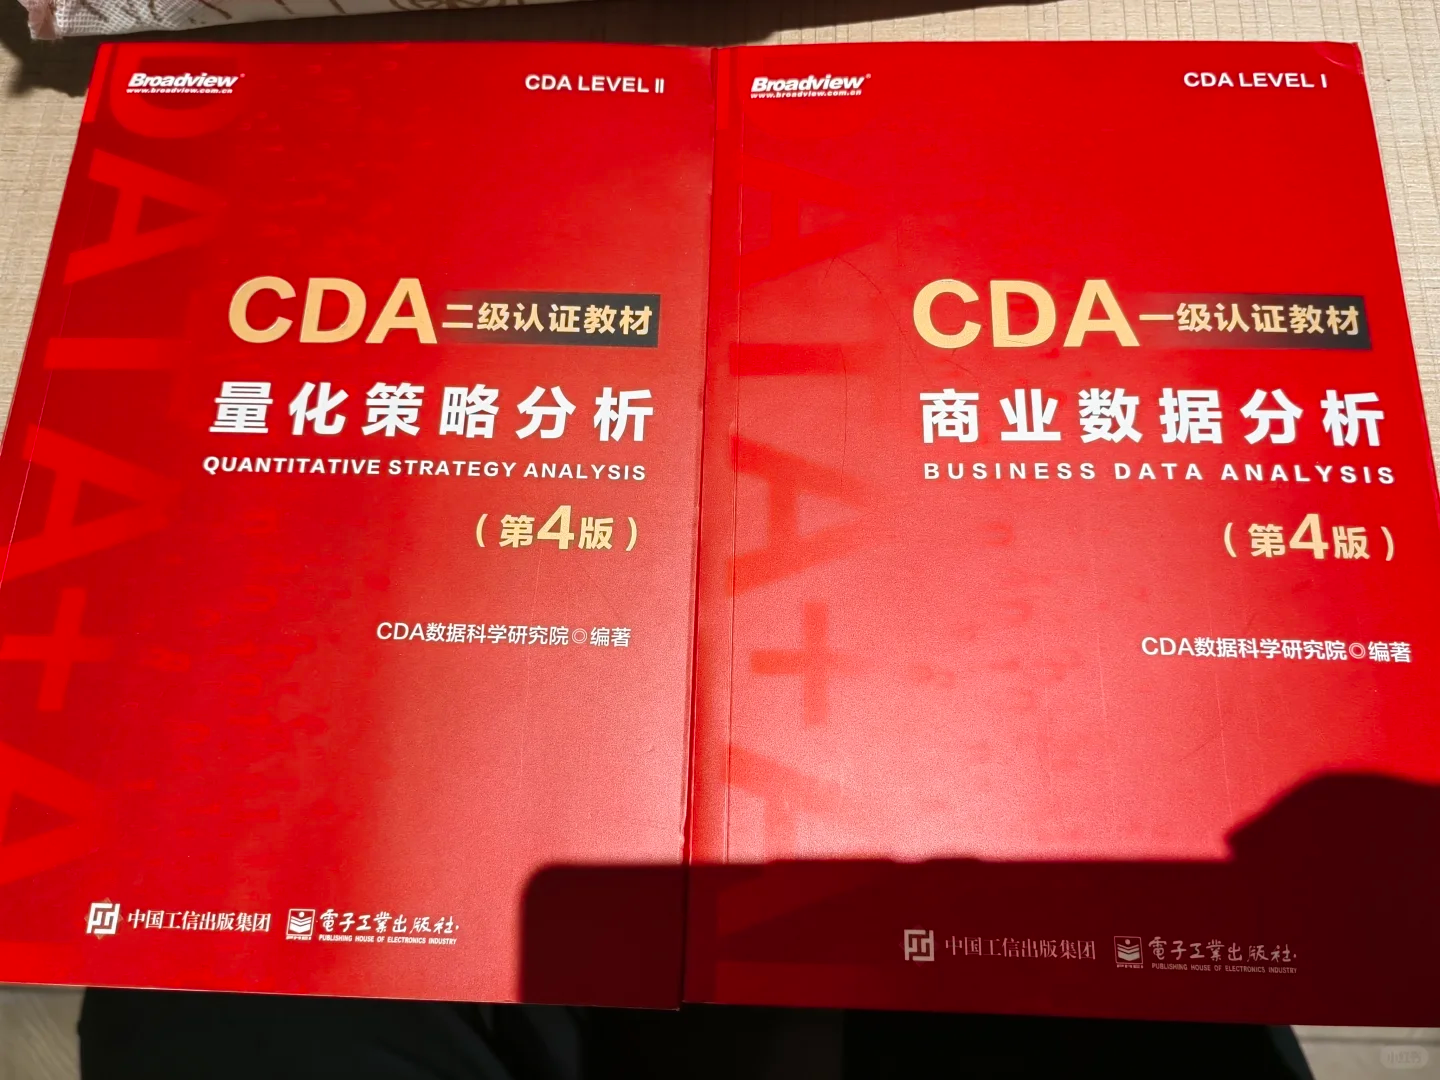 Broadview®
www.broadview.com.cn
CDA LEVEL II
CDA二级认证教材
量化策略分析
QUANTITATIVE STRATEGY ANALYSIS
（第4版）
CDA数据科学研究院◎编著
中国工信出版集团
電子工業出版社
PUBLISHING HOUSE OF ELECTRONICS INDUSTRY
Broadview®
www.broadview.com.cn
CDA LEVEL I
CDA一级认证教材
商业数据分析
BUSINESS DATA ANALYSIS
（第4版）
CDA数据科学研究院◎编著
中国工信出版集团
PHEI
電子工業出版社
PUBLISHING HOUSE OF ELECTRONICS INDUSTRY
小红书